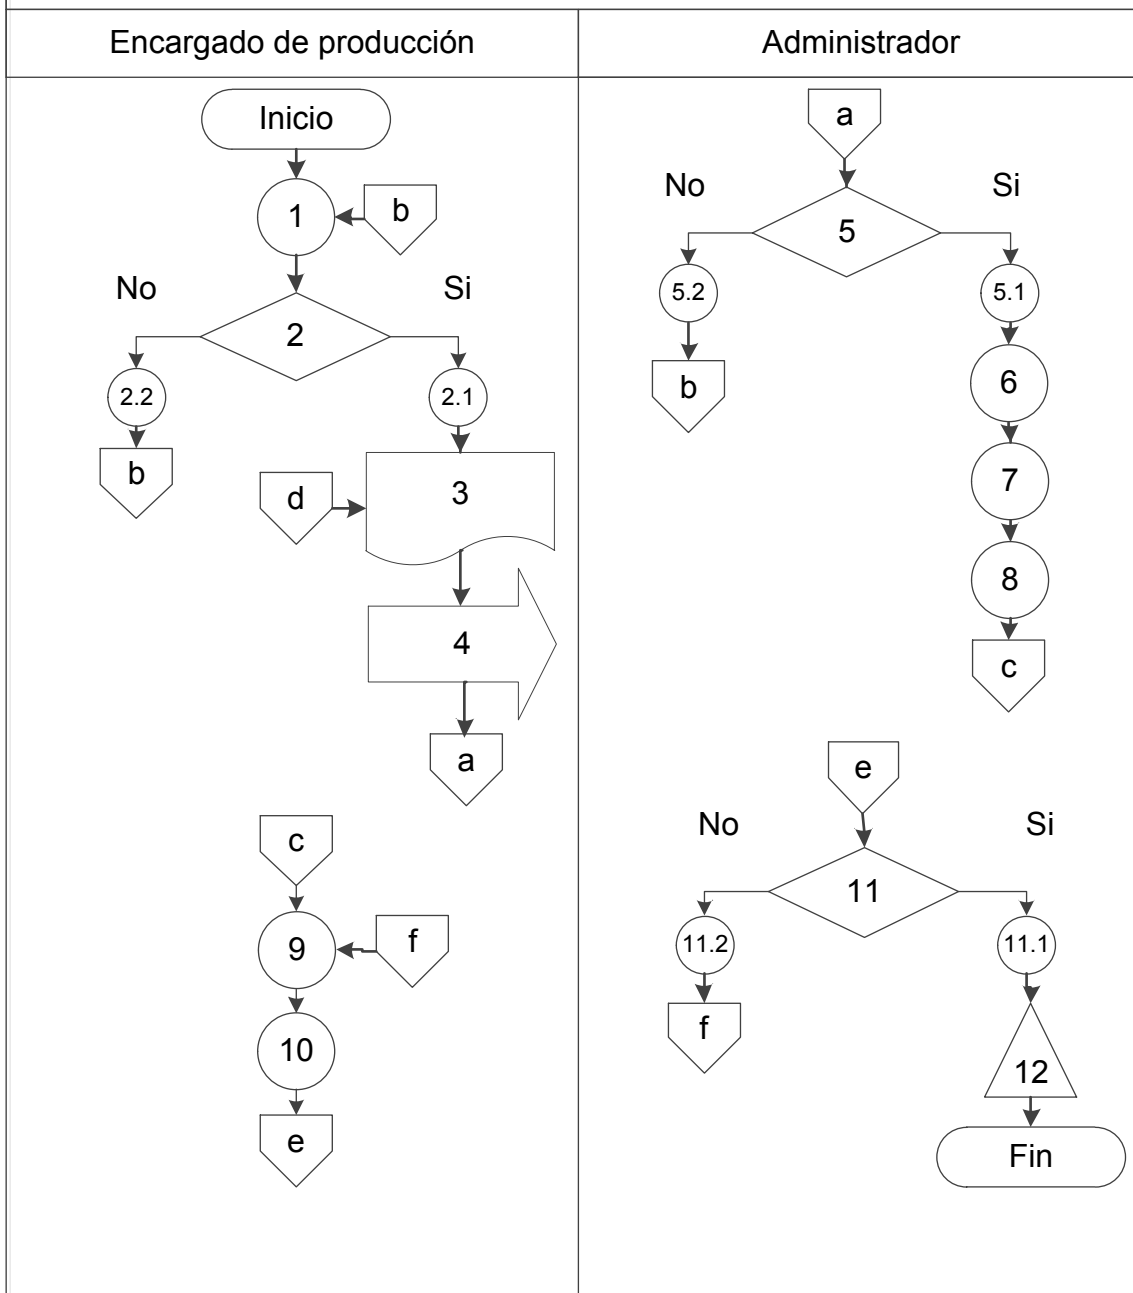 Encargado de producción
Administrador
Inicio
1
b
No
Si
2
2.2
2.1
b
d
3
4
a
c
9
f
10
e
a
No
Si
5
5.2
5.1
b
6
7
8
c
e
No
Si
11
11.2
11.1
f
12
Fin